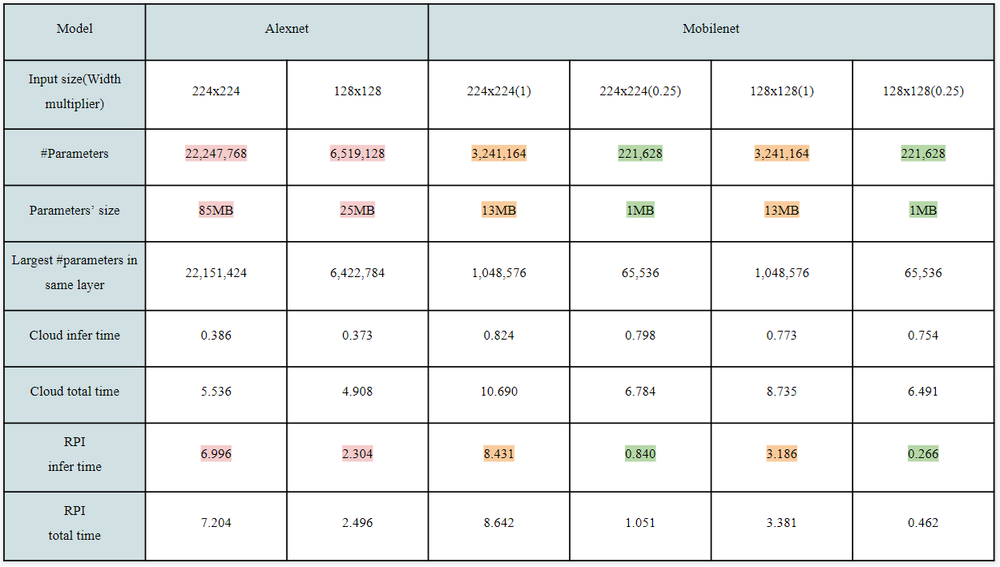 Model Alexnet Mobilenet
Input size(Width
multiplier) 224x224 128x128 224x224(1) 224x224(0.25) 128x128(1) 128x128(0.25)
#Parameters 22,247,768 6,519,128 3,241,164 221,628 3,241,164 221,628
Parameters’ size 85MB 25MB 13MB 1MB 13MB 1MB
Largest #parameters in
same layer 22,151,424 6,422,784 1,048,576 65,536 1,048,576 65,536
Cloud infer time 0.386 0.373 0.824 0.798 0.773 0.754
Cloud total time 5.536 4.908 10.690 6.784 8.735 6.491
RPI
infer time 6.996 2.304 8.431 0.840 3.186 0.266
RPI
total time 7.204 2.496 8.642 1.051 3.381 0.462